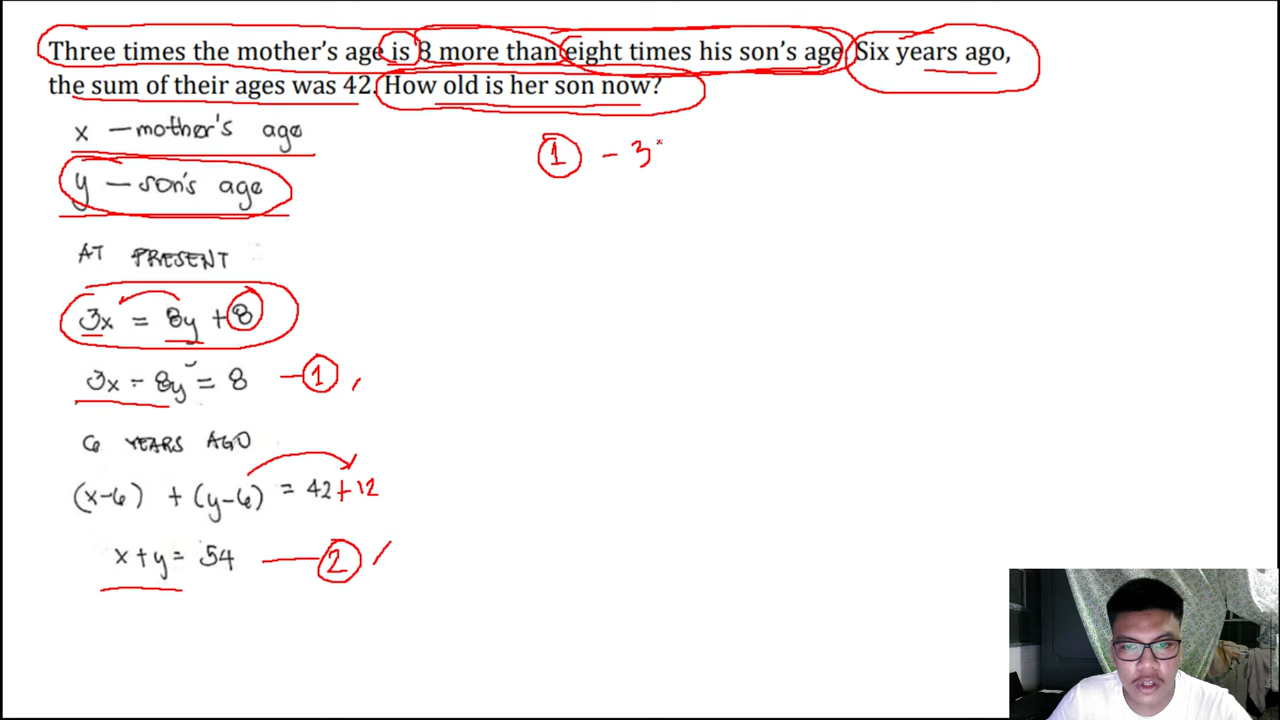 Three times the mother's age is 8 more than eight times his son's age. Six years ago,
the sum of their ages was 42. How old is her son now?
x — mother's age
y — son's age
AT PRESENT
3x = 8y + 8
3x - 8y = 8 — 1
6 YEARS AGO
(x-6) + (y-6) = 42 + 12
x + y = 54 — 2
1 - 3